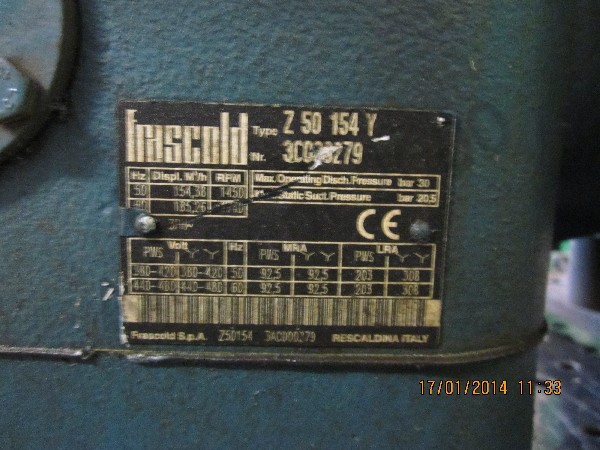 frascold Type Z 50 154 Y
Nr.
Hz Displ. M³/h RPM Max. Operating Disch. Pressure bar 30
50 154,36 1450 Static Suct. Pressure bar 20,5
CE
Volt Hz MRA LRA
PWS Y-Y PWS Y-Y PWS Y-Y
380-420 380-420 50 92,5 92,5 203 308
440-480 440-480 60 92,5 92,5 203 308
Frascold S.p.A. Z50154 3AC000279 RESCALDINA ITALY
17/01/2014 11:33